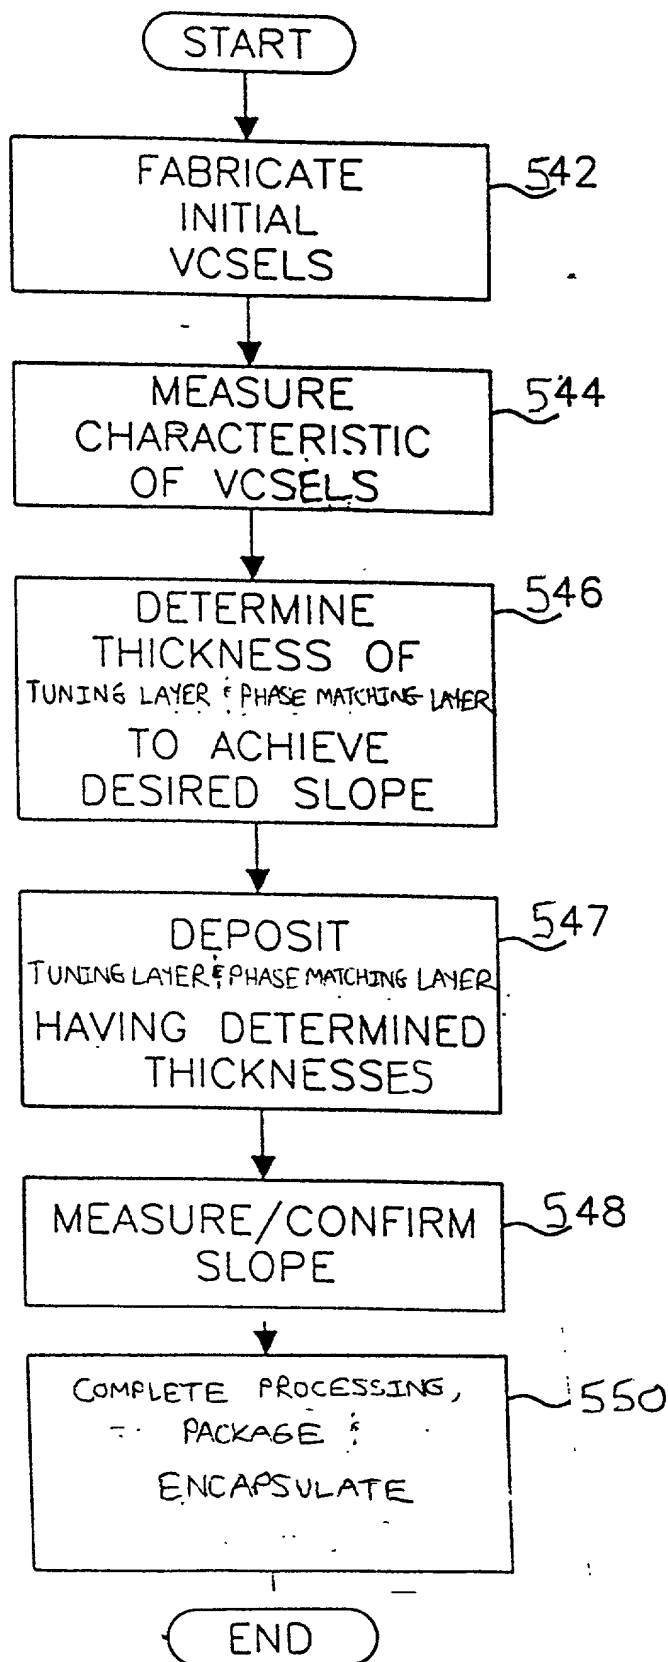 START
FABRICATE
INITIAL
VCSELS
542
MEASURE
CHARACTERISTIC
OF VCSELS
544
DETERMINE
THICKNESS OF
TUNING LAYER & PHASE MATCHING LAYER
TO ACHIEVE
DESIRED SLOPE
546
DEPOSIT
TUNING LAYER & PHASE MATCHING LAYER
HAVING DETERMINED
THICKNESSES
547
MEASURE/CONFIRM
SLOPE
548
COMPLETE PROCESSING,
PACKAGE &
ENCAPSULATE
550
END